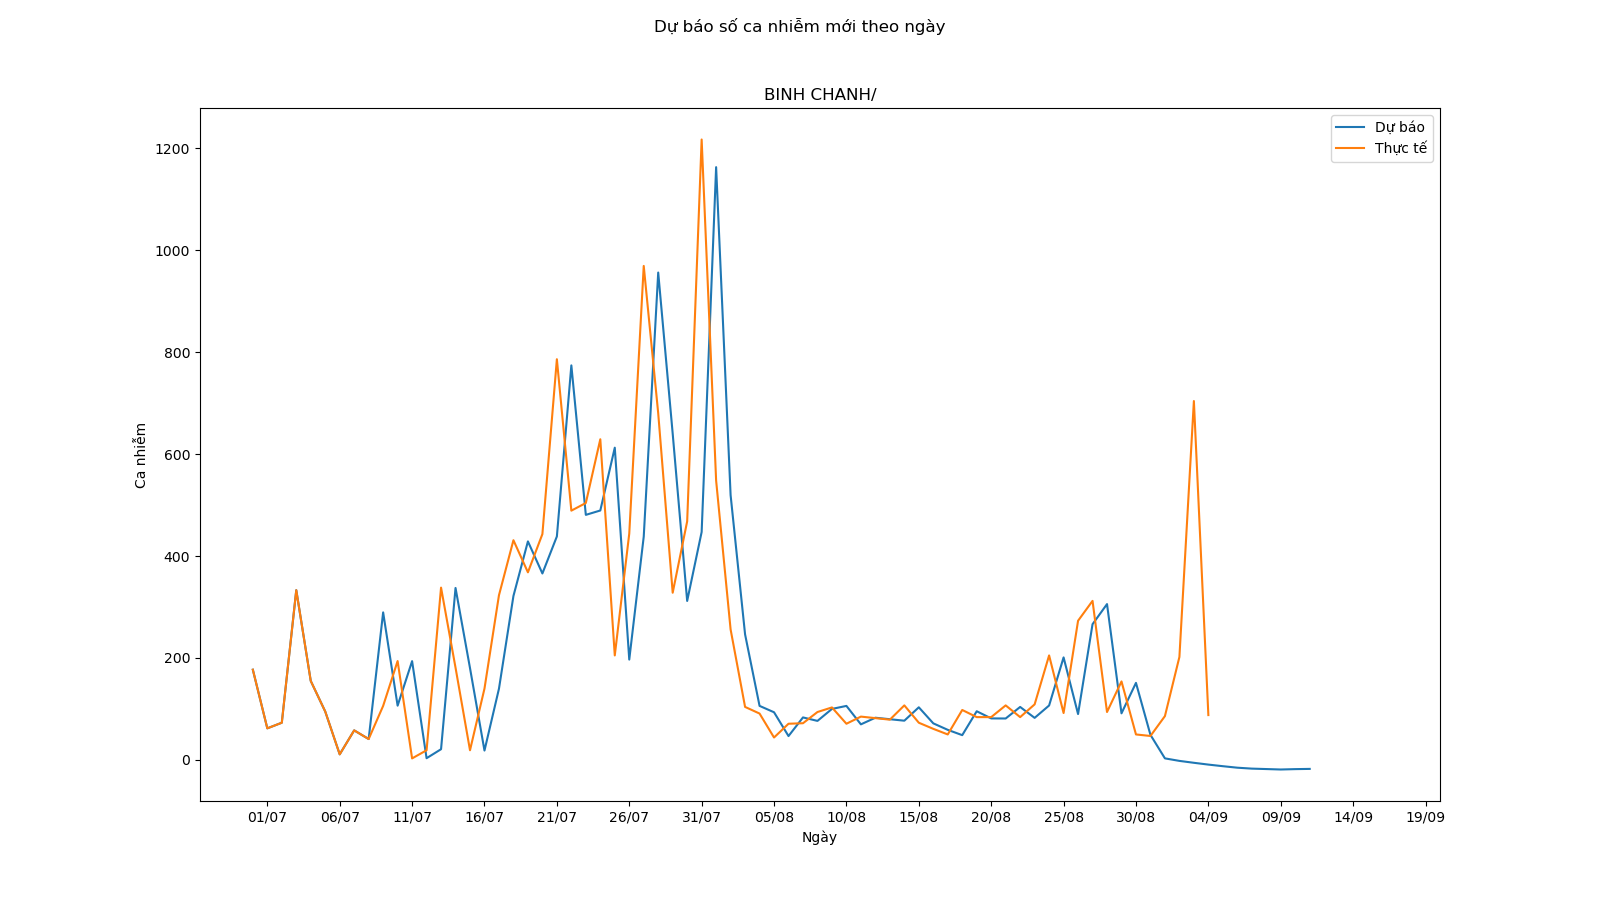 Dự báo số ca nhiễm mới theo ngày
BINH CHANH/
Dự báo
Thực tế
1200
1000
800
600
400
200
0
Ca nhiễm
01/07 06/07 11/07 16/07 21/07 26/07 31/07 05/08 10/08 15/08 20/08 25/08 30/08 04/09 09/09 14/09 19/09
Ngày